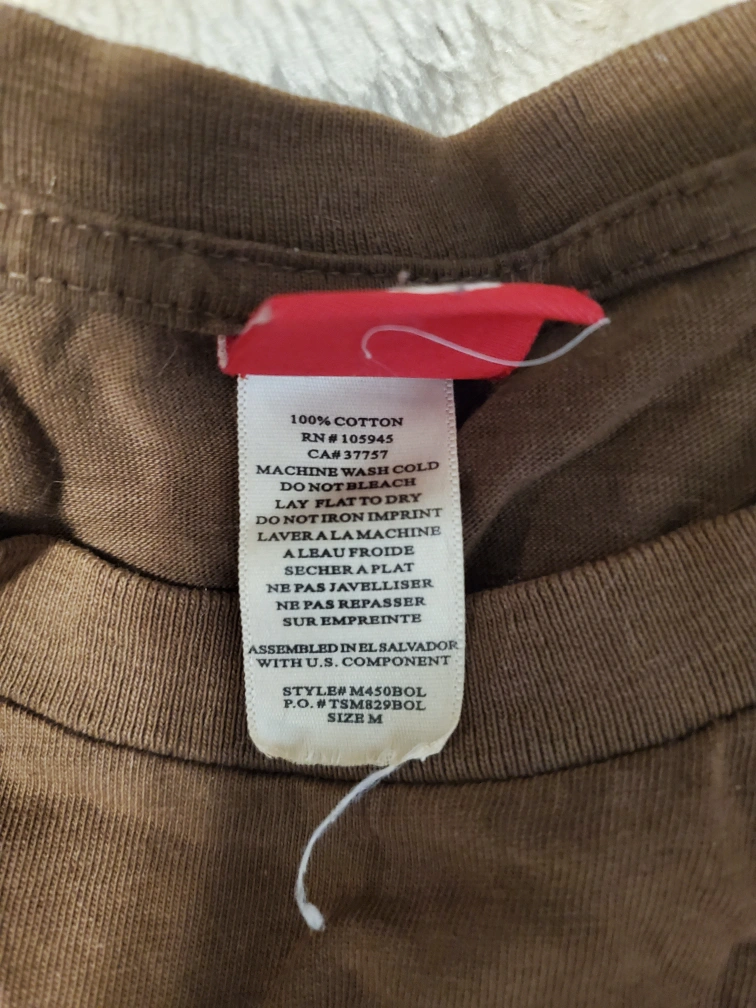 100% COTTON
RN # 105945
CA# 37757
MACHINE WASH COLD
DO NOT BLEACH
LAY FLAT TO DRY
DO NOT IRON IMPRINT
LAVER A LA MACHINE
A LEAU FROIDE
SECHER A PLAT
NE PAS JAVELLISER
NE PAS REPASSER
SUR EMPREINTE
ASSEMBLED IN EL SALVADOR
WITH U.S. COMPONENT
STYLE# M450BOL
P.O. # TSM829BOL
SIZE M